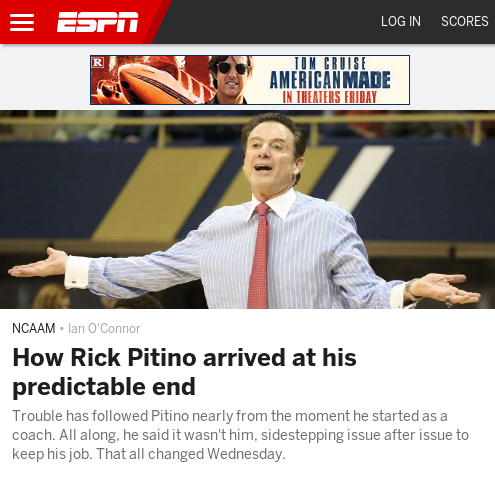 ESPN
LOG IN SCORES
R
TOM CRUISE
AMERICAN MADE
IN THEATERS FRIDAY
NCAAM • Ian O'Connor
How Rick Pitino arrived at his
predictable end
Trouble has followed Pitino nearly from the moment he started as a
coach. All along, he said it wasn't him, sidestepping issue after issue to
keep his job. That all changed Wednesday.